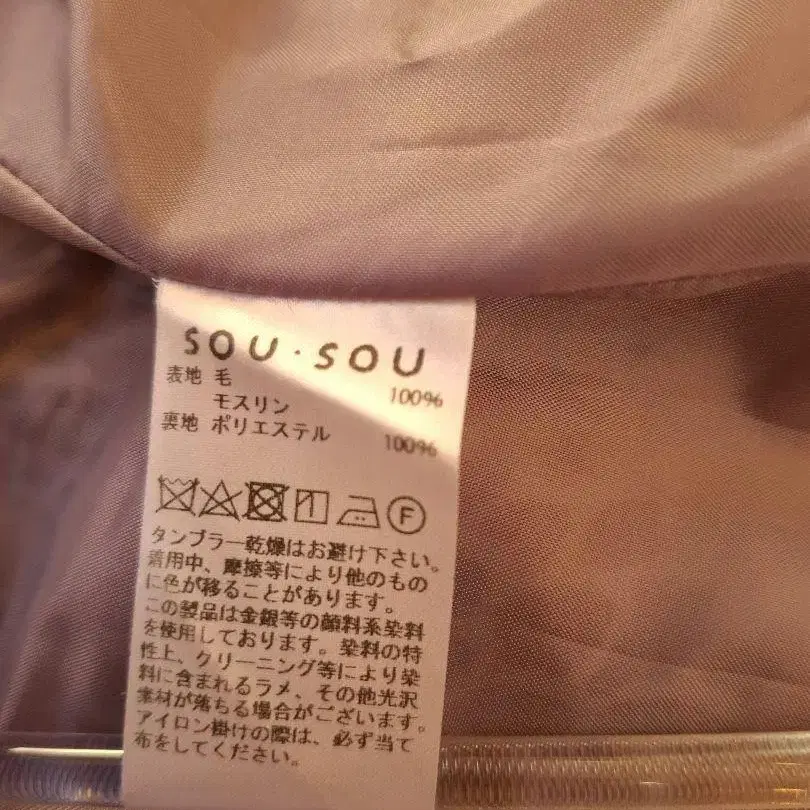 SOU・SOU
表地 毛 100%
モスリン
裏地 ポリエステル 100%
F
タンブラー乾燥はお避け下さい。
着用中、摩擦等により他のもの
に色が移ることがあります。
この製品は金銀等の顔料系染料
を使用しております。染料の特
性上、クリーニング等により染
料に含まれるラメ、その他光沢
素材が落ちる場合がございます。
アイロン掛けの際は、必ず当て
布をしてください。